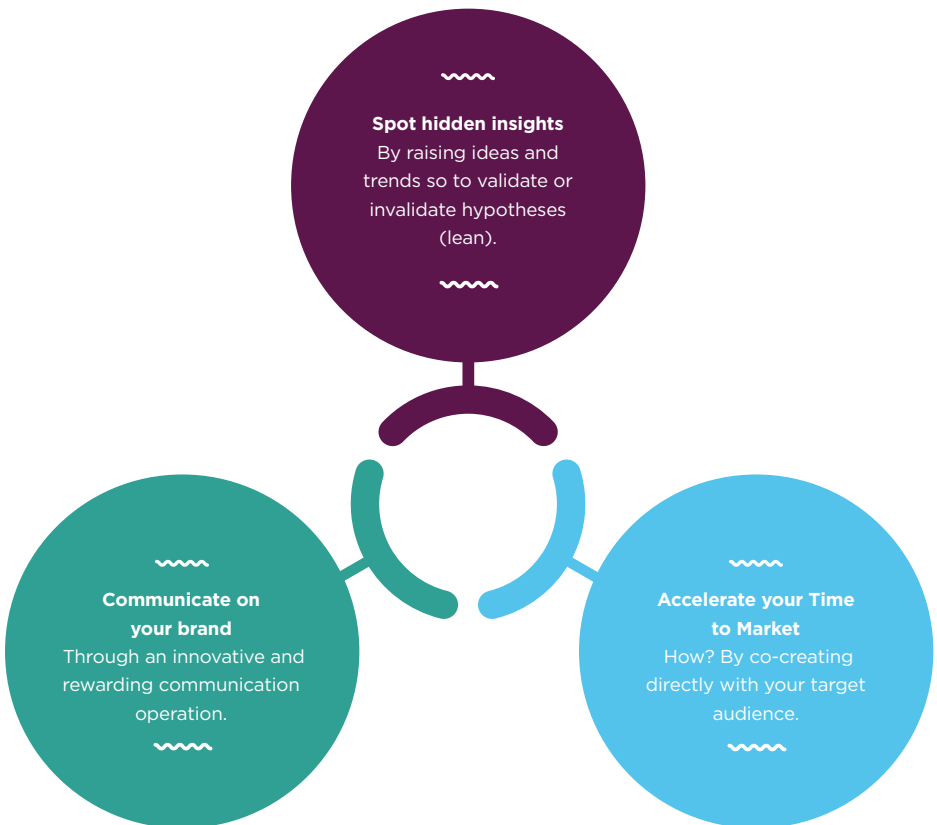 Spot hidden insights
By raising ideas and
trends so to validate or
invalidate hypotheses
(lean).
Communicate on
your brand
Through an innovative and
rewarding communication
operation.
Accelerate your Time
to Market
How? By co-creating
directly with your target
audience.